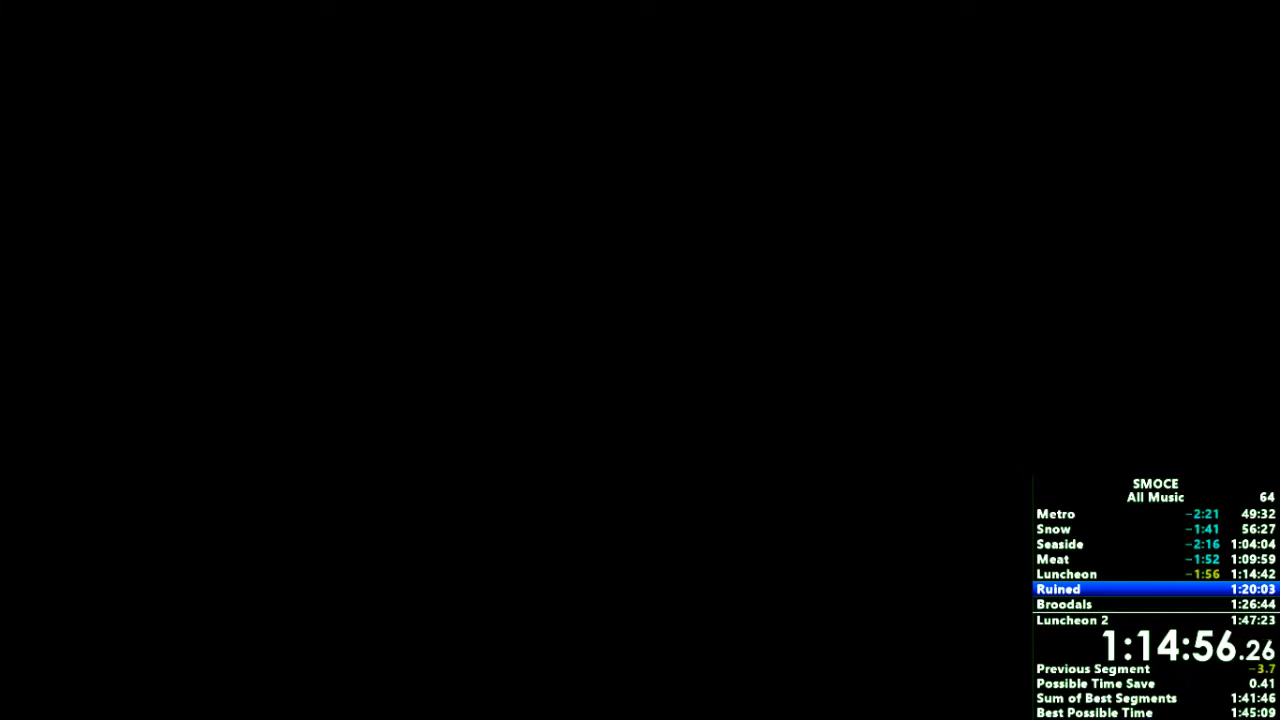 SMOCE
All Music 64
Metro -2:21 49:32
Snow -1:41 56:27
Seaside -2:16 1:04:04
Meat -1:52 1:09:59
Luncheon -1:56 1:14:42
Ruined 1:20:03
Broodals 1:26:44
Luncheon 2 1:47:23
1:14:56.26
Previous Segment -3.7
Possible Time Save 0.41
Sum of Best Segments 1:41:46
Best Possible Time 1:45:09